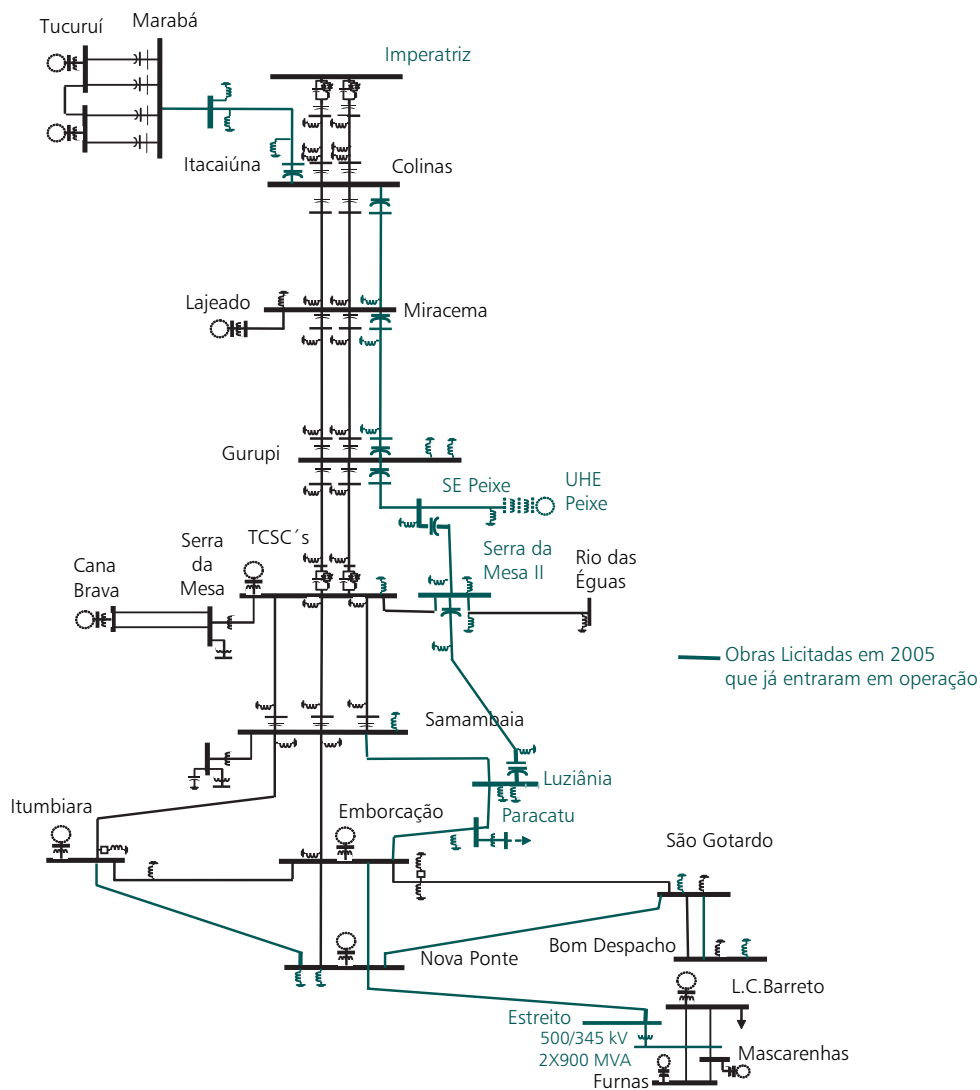 Tucuruí
Marabá
Imperatriz
Itacaiúna
Colinas
Lajeado
Miracema
Gurupi
SE Peixe
UHE
Peixe
TCSC´s
Serra
da
Mesa
Cana
Brava
Serra da
Mesa II
Rio das
Éguas
Obras Licitadas em 2005
que já entraram em operação
Samambaia
Luziânia
Itumbiara
Emborcação
Paracatu
São Gotardo
Nova Ponte
Bom Despacho
L.C.Barreto
Estreito
500/345 kV
2X900 MVA
Mascarenhas
Furnas